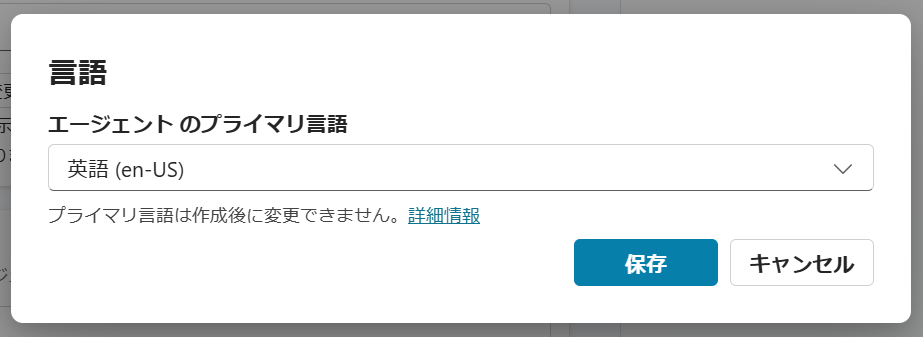 言語
エージェント のプライマリ言語
英語 (en-US)
プライマリ言語は作成後に変更できません。詳細情報
保存 キャンセル